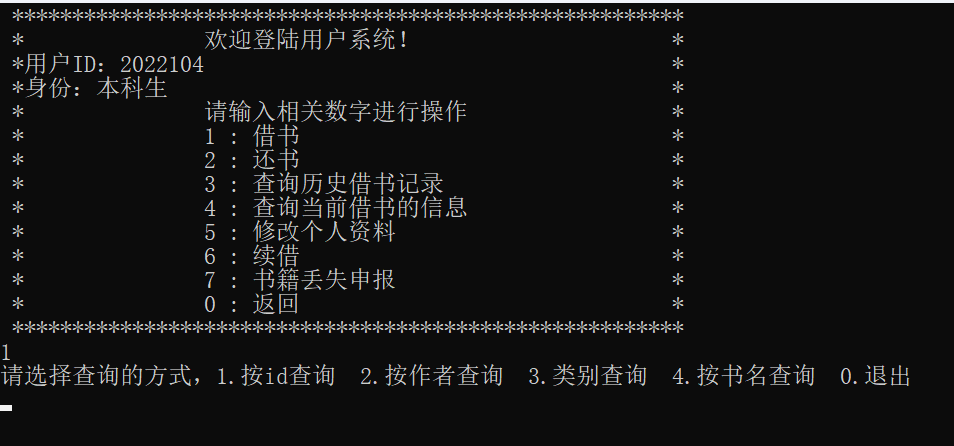 ********************************************************
* 欢迎登陆用户系统! *
*用户ID: 2022104 *
*身份: 本科生 *
* 请输入相关数字进行操作 *
* 1 : 借书 *
* 2 : 还书 *
* 3 : 查询历史借书记录 *
* 4 : 查询当前借书的信息 *
* 5 : 修改个人资料 *
* 6 : 续借 *
* 7 : 书籍丢失申报 *
* 0 : 返回 *
********************************************************
1
请选择查询的方式，1.按id查询 2.按作者查询 3.类别查询 4.按书名查询 0.退出